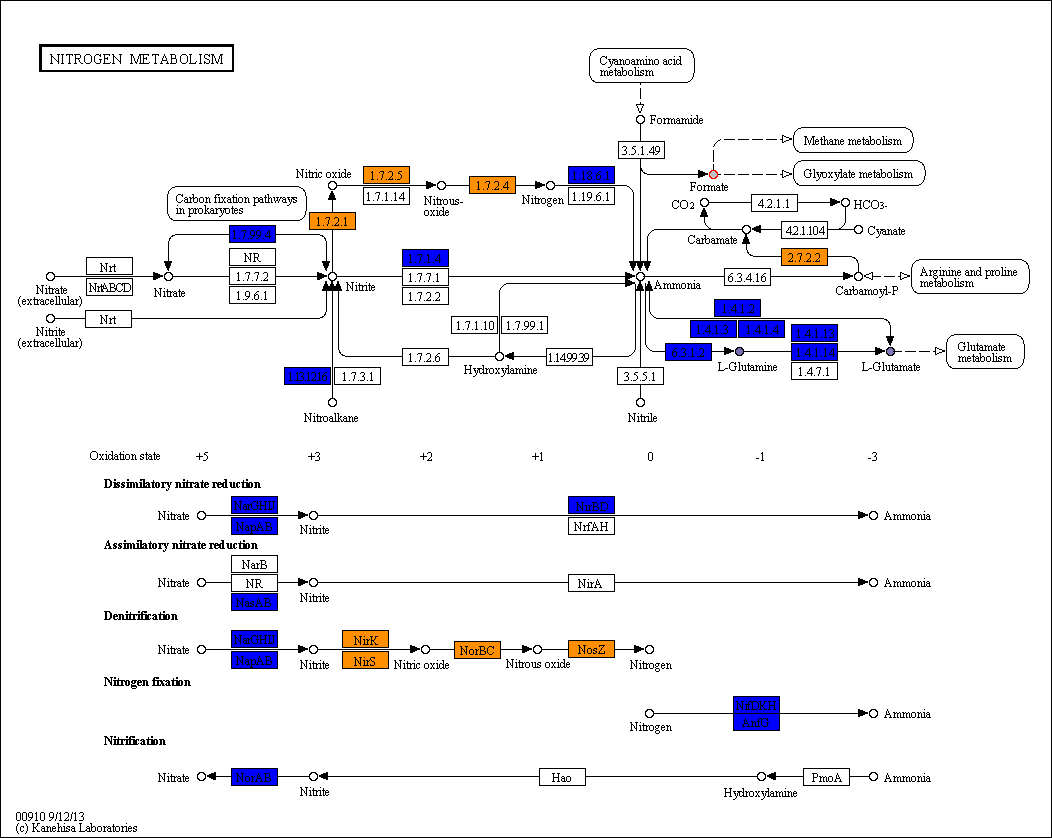 NITROGEN METABOLISM
Cyanoamino acid
metabolism
Formamide
3.5.1.49
Methane metabolism
Glyoxylate metabolism
Formate
Nitric oxide
1.7.2.5
1.7.1.14
Nitrous-
oxide
1.7.2.4
Nitrogen
1.18.6.1
1.19.6.1
Carbon fixation pathways
in prokaryotes
1.7.2.1
CO2
4.2.1.1
HCO3-
1.7.99.4
Carbamate
4.2.1.104
Cyanate
Nrt
NrtABCD
Nitrate
(extracellular)
Nitrate
NR
1.7.7.2
1.9.6.1
Nitrite
1.7.1.4
1.7.7.1
1.7.2.2
Ammonia
2.7.2.2
6.3.4.16
Carbamoyl-P
Arginine and proline
metabolism
Nrt
Nitrite
(extracellular)
1.7.1.10
1.7.99.1
1.4.1.2
1.4.1.3
1.4.1.4
1.4.1.13
1.7.2.6
Hydroxylamine
1.14.99.39
6.3.1.2
L-Glutamine
1.4.1.14
1.4.7.1
L-Glutamate
Glutamate
metabolism
1.13.12.16
1.7.3.1
3.5.5.1
Nitroalkane
Nitrile
Oxidation state
+5
+3
+2
+1
0
-1
-3
Dissimilatory nitrate reduction
NarGHI
Nitrate
NapAB
Nitrite
NirBD
NrfAH
Ammonia
Assimilatory nitrate reduction
NarB
Nitrate
NR
NasAB
Nitrite
NirA
Ammonia
Denitrification
NarGHI
Nitrate
NapAB
Nitrite
NirK
NirS
Nitric oxide
NorBC
Nitrous oxide
NosZ
Nitrogen
Nitrogen fixation
Nitrogen
NifDKH
AnfG
Ammonia
Nitrification
Nitrate
NxrAB
Nitrite
Hao
Hydroxylamine
PmoA
Ammonia
00910 9/12/13
(c) Kanehisa Laboratories